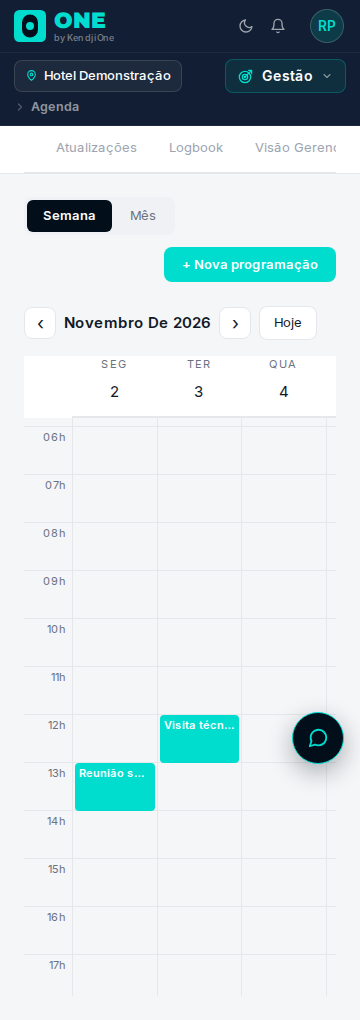 ONE
by KendjiOne
RP
Hotel Demonstração
Gestão
Agenda
Atualizações Logbook Visão Gerenc
Semana Mês
+ Nova programação
‹ Novembro De 2026 › Hoje
SEG TER QUA
2 3 4
06h
07h
08h
09h
10h
11h
12h Visita técn...
13h Reunião s...
14h
15h
16h
17h